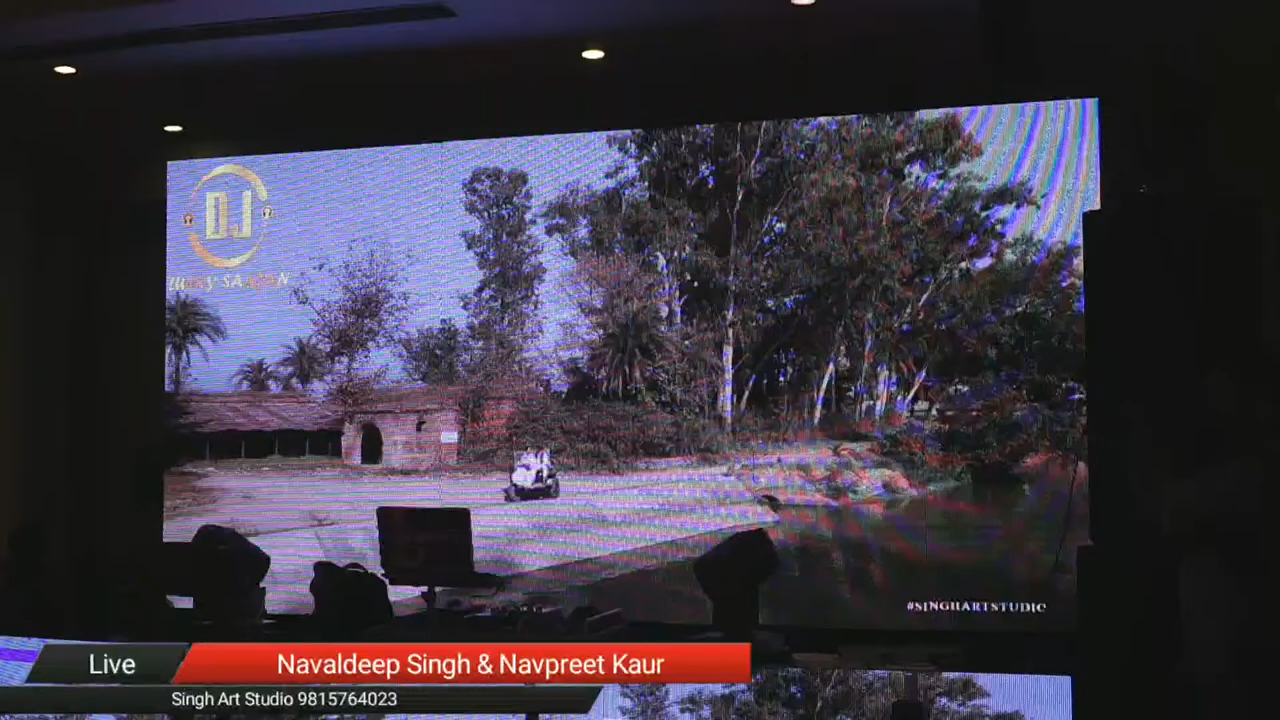 DJ
#SINGHARTSTUDIO
Live
Navaldeep Singh & Navpreet Kaur
Singh Art Studio 9815764023